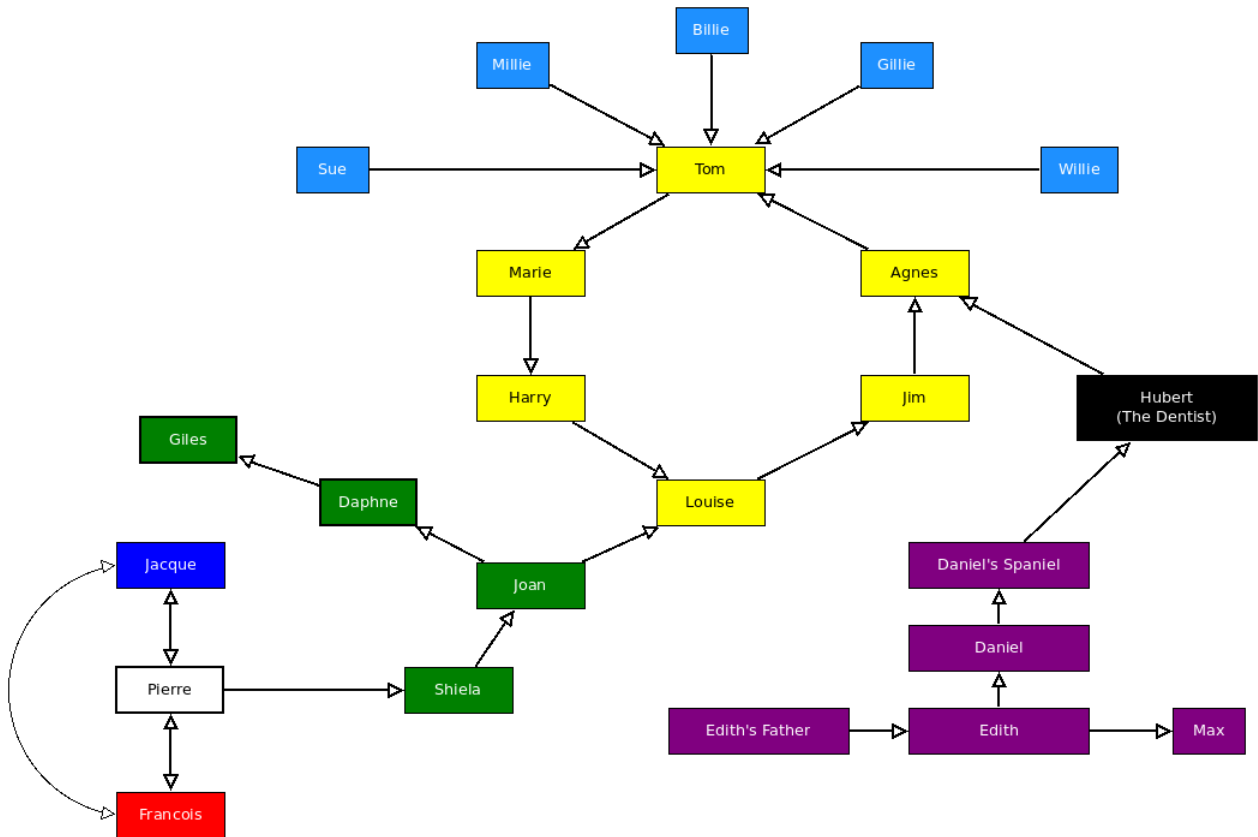 Billie
Millie
Gillie
Sue
Tom
Willie
Marie
Agnes
Harry
Jim
Hubert
(The Dentist)
Giles
Daphne
Louise
Jacque
Joan
Daniel's Spaniel
Daniel
Pierre
Shiela
Edith's Father
Edith
Max
Francois